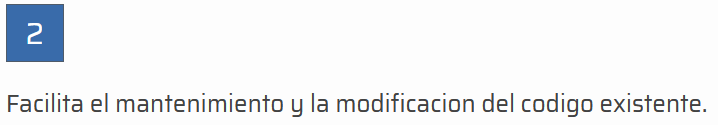 2
Facilita el mantenimiento y la modificacion del codigo existente.